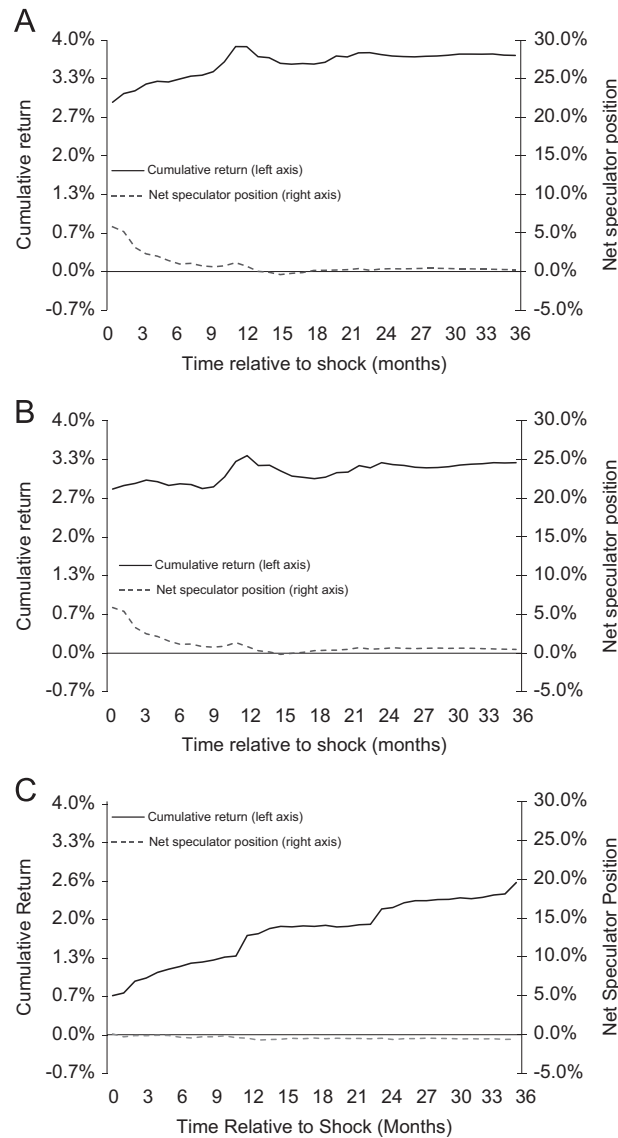 A
4.0%
3.3%
2.7%
2.0%
1.3%
0.7%
0.0%
-0.7%
Cumulative return
Cumulative return (left axis)
Net speculator position (right axis)
30.0%
25.0%
20.0%
15.0%
10.0%
5.0%
0.0%
-5.0%
Net speculator position
0 3 6 9 12 15 18 21 24 27 30 33 36
Time relative to shock (months)
B
4.0%
3.3%
2.7%
2.0%
1.3%
0.7%
0.0%
-0.7%
Cumulative return
Cumulative return (left axis)
Net speculator position (right axis)
30.0%
25.0%
20.0%
15.0%
10.0%
5.0%
0.0%
-5.0%
Net speculator position
0 3 6 9 12 15 18 21 24 27 30 33 36
Time relative to shock (months)
C
4.0%
3.3%
2.6%
2.0%
1.3%
0.7%
0.0%
-0.7%
Cumulative Return
Cumulative return (left axis)
Net speculator position (right axis)
30.0%
25.0%
20.0%
15.0%
10.0%
5.0%
0.0%
-5.0%
Net Speculator Position
0 3 6 9 12 15 18 21 24 27 30 33 36
Time Relative to Shock (Months)